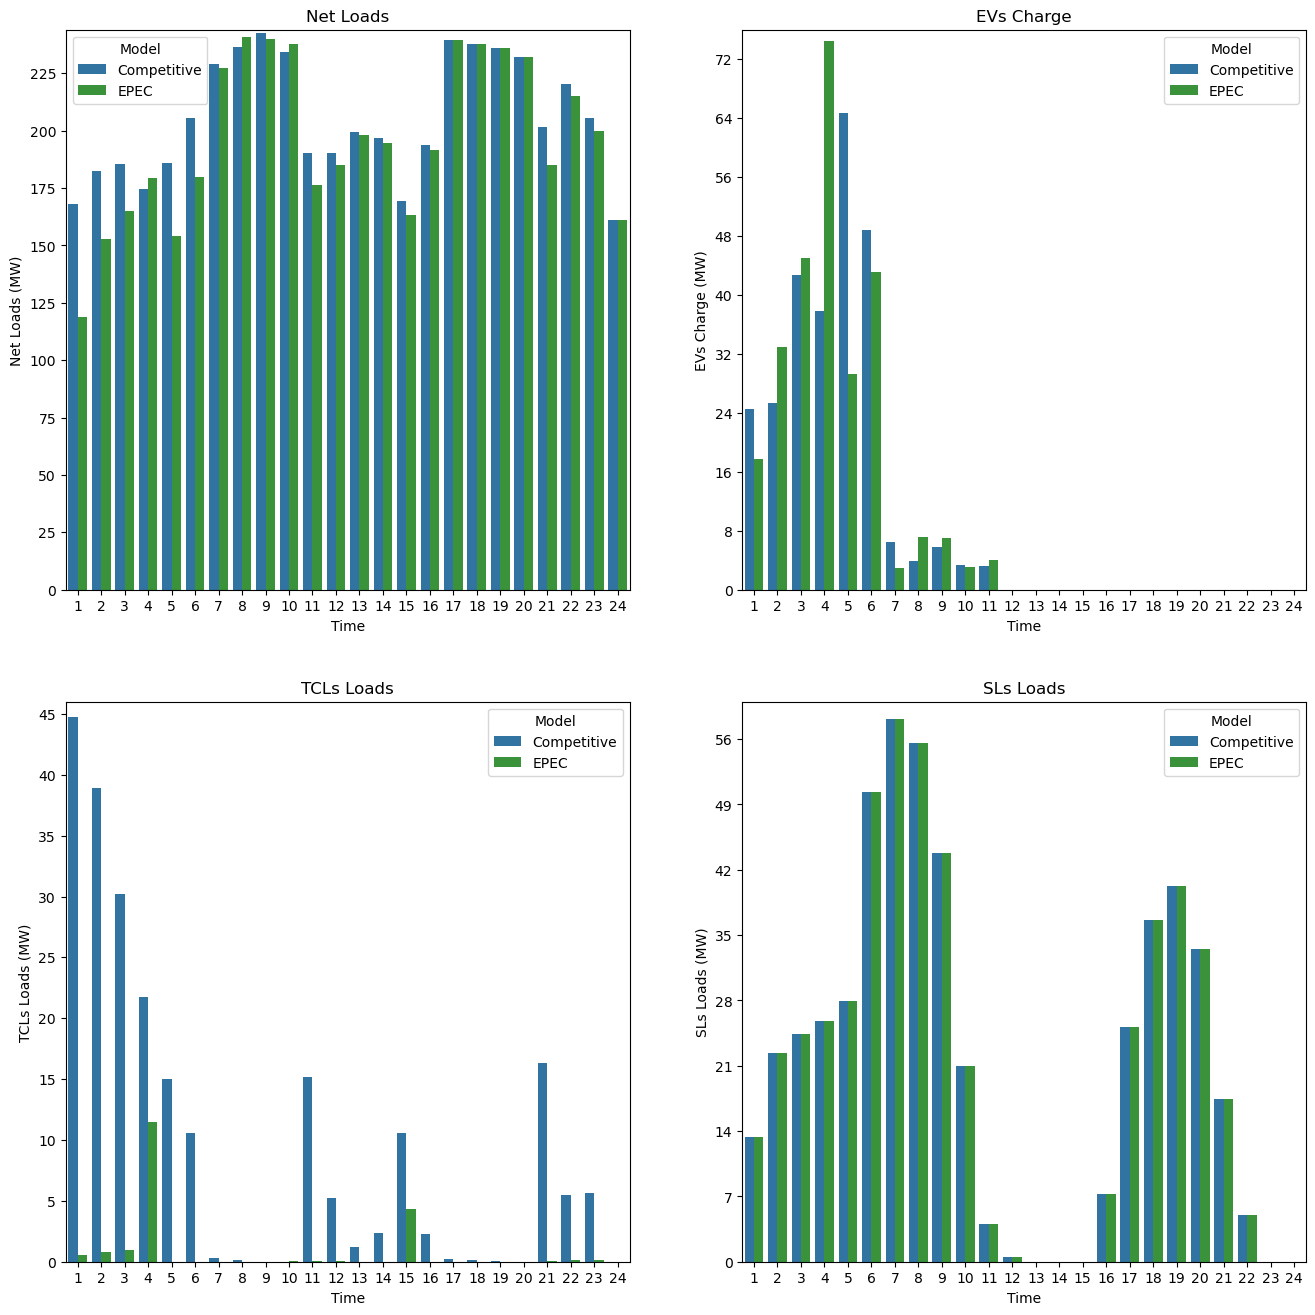 Net Loads
Model
Competitive
EPEC
225
200
175
150
125
100
75
50
25
0
Net Loads (MW)
1 2 3 4 5 6 7 8 9 10 11 12 13 14 15 16 17 18 19 20 21 22 23 24
Time
EVs Charge
Model
Competitive
EPEC
72
64
56
48
40
32
24
16
8
0
EVs Charge (MW)
1 2 3 4 5 6 7 8 9 10 11 12 13 14 15 16 17 18 19 20 21 22 23 24
Time
TCLs Loads
Model
Competitive
EPEC
45
40
35
30
25
20
15
10
5
0
TCLs Loads (MW)
1 2 3 4 5 6 7 8 9 10 11 12 13 14 15 16 17 18 19 20 21 22 23 24
Time
SLs Loads
Model
Competitive
EPEC
56
49
42
35
28
21
14
7
0
SLs Loads (MW)
1 2 3 4 5 6 7 8 9 10 11 12 13 14 15 16 17 18 19 20 21 22 23 24
Time